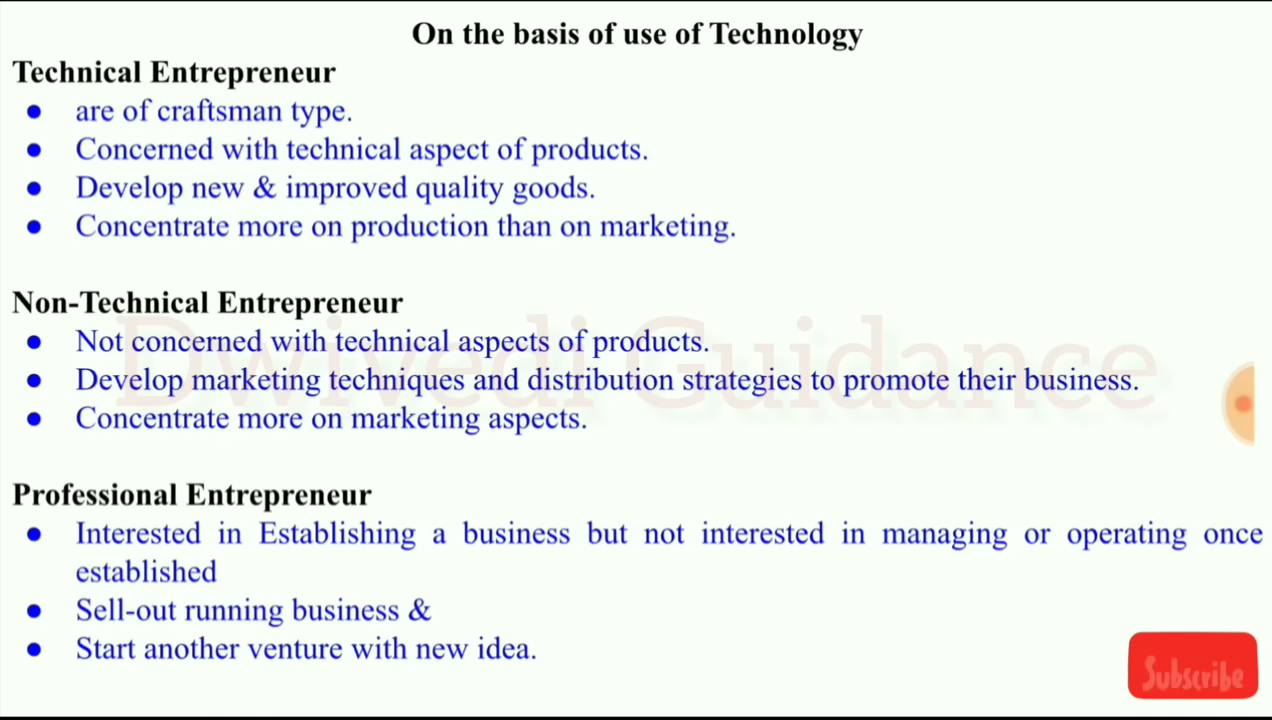 On the basis of use of Technology
Technical Entrepreneur
● are of craftsman type.
● Concerned with technical aspect of products.
● Develop new & improved quality goods.
● Concentrate more on production than on marketing.
Non-Technical Entrepreneur
● Not concerned with technical aspects of products.
● Develop marketing techniques and distribution strategies to promote their business.
● Concentrate more on marketing aspects.
Dwivedi Guidance
Professional Entrepreneur
● Interested in Establishing a business but not interested in managing or operating once
established
● Sell-out running business &
● Start another venture with new idea.
Subscribe